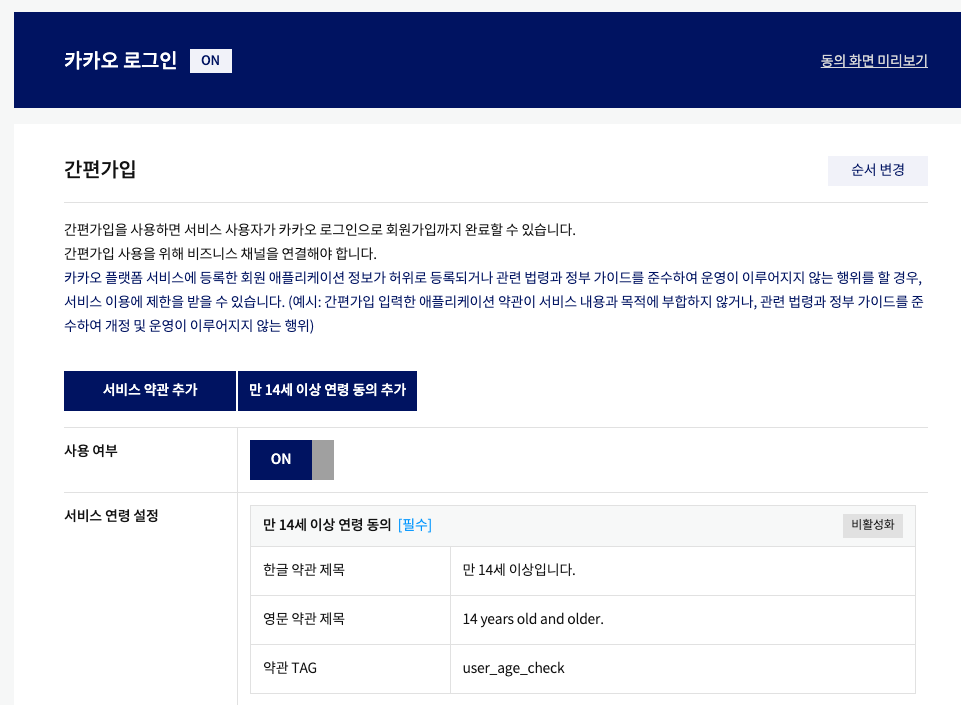 카카오 로그인 ON
동의 화면 미리보기
간편가입
순서 변경
간편가입을 사용하면 서비스 사용자가 카카오 로그인으로 회원가입까지 완료할 수 있습니다.
간편가입 사용을 위해 비즈니스 채널을 연결해야 합니다.
카카오 플랫폼 서비스에 등록한 회원 애플리케이션 정보가 허위로 등록되거나 관련 법령과 정부 가이드를 준수하여 운영이 이루어지지 않는 행위를 할 경우,
서비스 이용에 제한을 받을 수 있습니다. (예시: 간편가입 입력한 애플리케이션 약관이 서비스 내용과 목적에 부합하지 않거나, 관련 법령과 정부 가이드를 준
수하여 개정 및 운영이 이루어지지 않는 행위)
서비스 약관 추가
만 14세 이상 연령 동의 추가
사용 여부
ON
서비스 연령 설정
만 14세 이상 연령 동의 [필수]
비활성화
한글 약관 제목
만 14세 이상입니다.
영문 약관 제목
14 years old and older.
약관 TAG
user_age_check